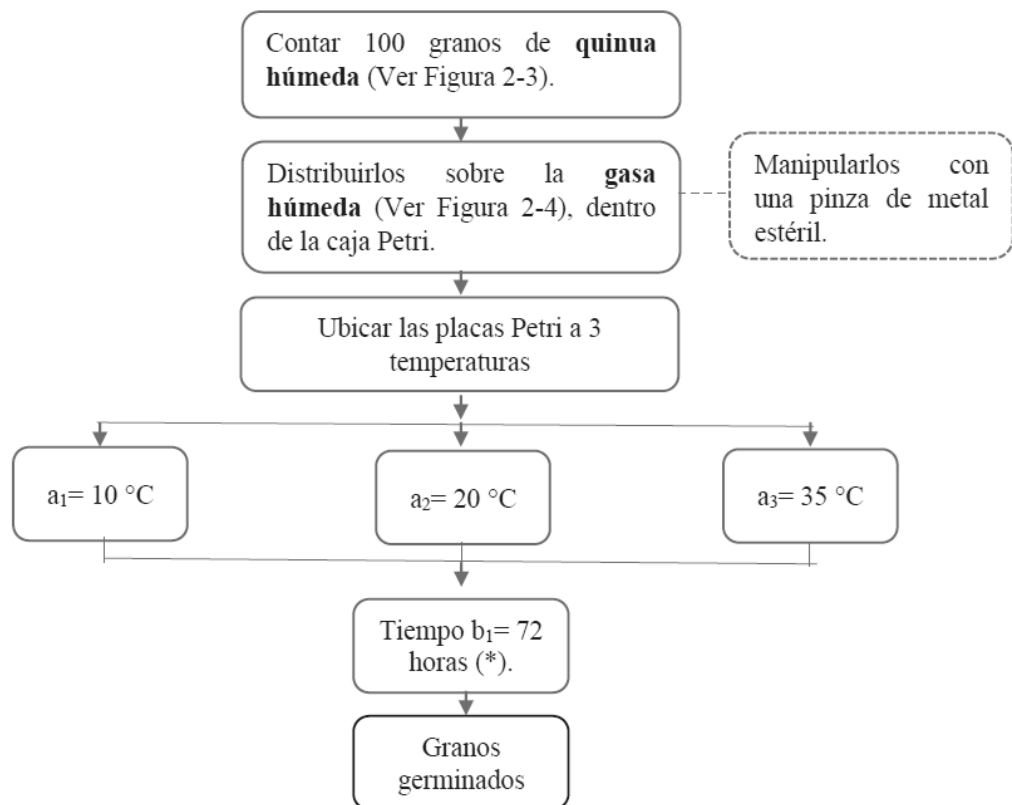 Contar 100 granos de quinua
húmeda (Ver Figura 2-3).
Distribuirlos sobre la gasa
húmeda (Ver Figura 2-4), dentro
de la caja Petri.
Manipularlos con
una pinza de metal
estéril.
Ubicar las placas Petri a 3
temperaturas
a₁= 10 °C
a₂= 20 °C
a₃= 35 °C
Tiempo b₁= 72
horas (*).
Granos
germinados